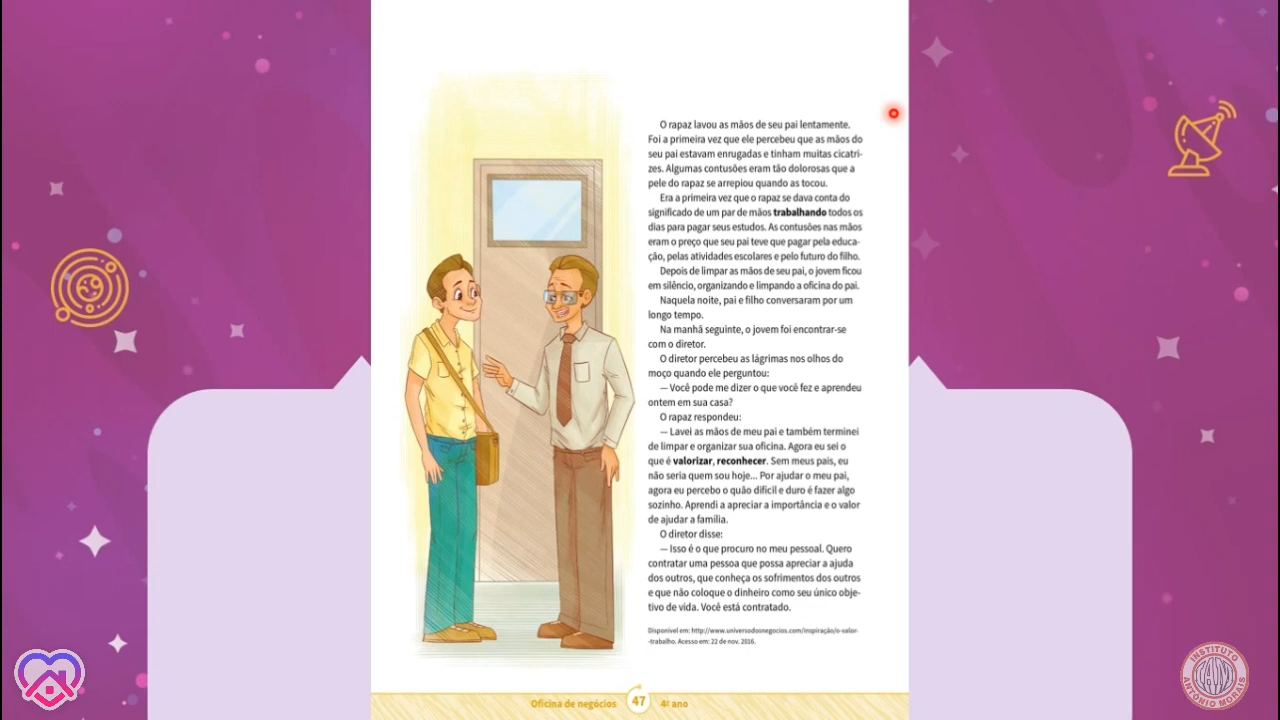 O rapaz lavou as mãos de seu pai lentamente.
Foi a primeira vez que ele percebeu que as mãos do
seu pai estavam enrugadas e tinham muitas cicatri-
zes. Algumas contusões eram tão dolorosas que a
pele do rapaz se arrepiou quando as tocou.
Era a primeira vez que o rapaz se dava conta do
significado de um par de mãos trabalhando todos os
dias para pagar seus estudos. As contusões nas mãos
eram o preço que seu pai teve que pagar pela educa-
ção, pelas atividades escolares e pelo futuro do filho.
Depois de limpar as mãos de seu pai, o jovem ficou
em silêncio, organizando e limpando a oficina do pai.
Naquela noite, pai e filho conversaram por um
longo tempo.
Na manhã seguinte, o jovem foi encontrar-se
com o diretor.
O diretor percebeu as lágrimas nos olhos do
moço quando ele perguntou:
— Você pode me dizer o que você fez e aprendeu
ontem em sua casa?
O rapaz respondeu:
— Lavei as mãos de meu pai e também terminei
de limpar e organizar sua oficina. Agora eu sei o
que é valorizar, reconhecer. Sem meus pais, eu
não seria quem sou hoje... Por ajudar o meu pai,
agora eu percebo o quão difícil e duro é fazer algo
sozinho. Aprendi a apreciar a importância e o valor
de ajudar a família.
O diretor disse:
— Isso é o que procuro no meu pessoal. Quero
contratar uma pessoa que possa apreciar a ajuda
dos outros, que conheça os sofrimentos dos outros
e que não coloque o dinheiro como seu único obje-
tivo de vida. Você está contratado.
Disponível em: http://www.universodosnegocios.com/inspiração/o-valor-
-trabalho. Acesso em: 22 de nov. 2016.
Oficina de negócios 47 4º ano
INSTITUTO
ANTÔNIO MORAIS